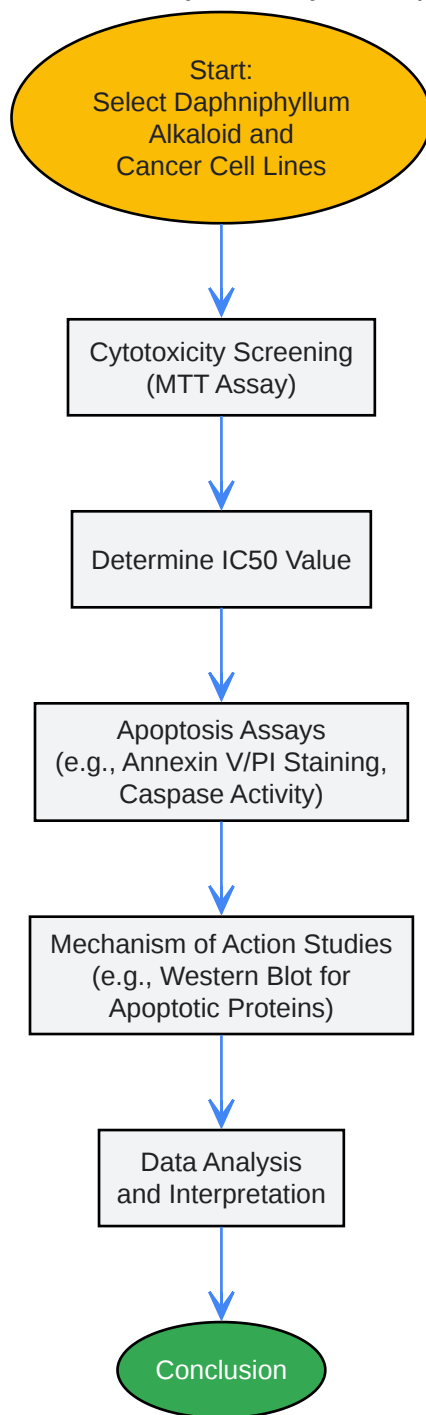 Start:
Select Daphniphyllum
Alkaloid and
Cancer Cell Lines
Cytotoxicity Screening
(MTT Assay)
Determine IC50 Value
Apoptosis Assays
(e.g., Annexin V/PI Staining,
Caspase Activity)
Mechanism of Action Studies
(e.g., Western Blot for
Apoptotic Proteins)
Data Analysis
and Interpretation
Conclusion